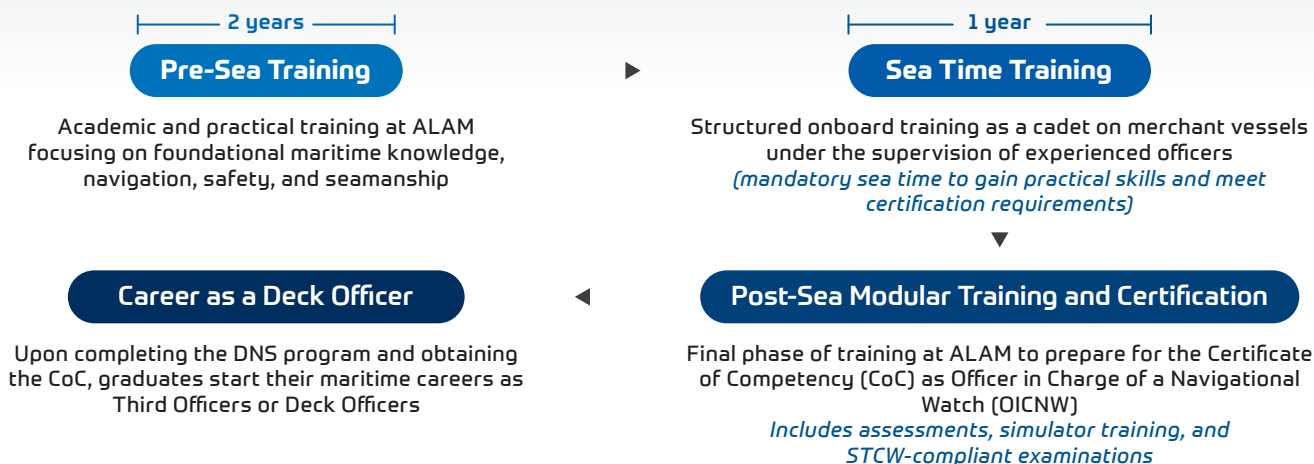 2 years
Pre-Sea Training
Academic and practical training at ALAM
focusing on foundational maritime knowledge,
navigation, safety, and seamanship
1 year
Sea Time Training
Structured onboard training as a cadet on merchant vessels
under the supervision of experienced officers
(mandatory sea time to gain practical skills and meet
certification requirements)
Post-Sea Modular Training and Certification
Final phase of training at ALAM to prepare for the Certificate
of Competency (CoC) as Officer in Charge of a Navigational
Watch (OICNW)
Includes assessments, simulator training, and
STCW-compliant examinations
Career as a Deck Officer
Upon completing the DNS program and obtaining
the CoC, graduates start their maritime careers as
Third Officers or Deck Officers